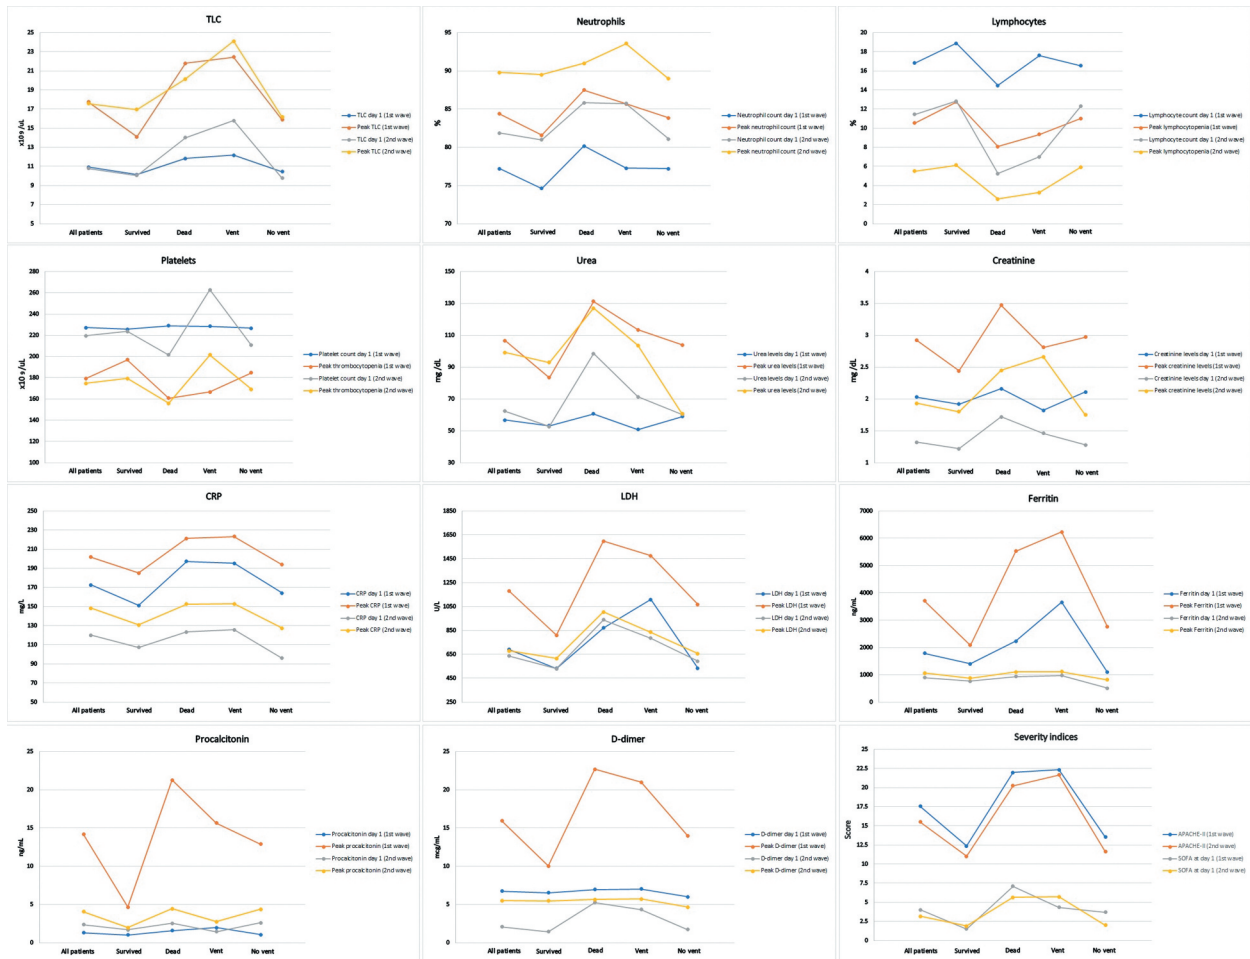 TLC
25
23
21
19
17
15
13
11
9
7
5
x10 9 /uL
All patients Survived Dead Vent No vent
TLC day 1 (1st wave)
Peak TLC (1st wave)
TLC day 1 (2nd wave)
Peak TLC (2nd wave)
Neutrophils
95
90
85
80
75
70
%
All patients Survived Dead Vent No vent
Neutrophil count day 1 (1st wave)
Peak neutrophil count (1st wave)
Neutrophil count day 1 (2nd wave)
Peak neutrophil count (2nd wave)
Lymphocytes
20
18
16
14
12
10
8
6
4
2
0
%
All patients Survived Dead Vent No vent
Lymphocyte count day 1 (1st wave)
Peak lymphocytopenia (1st wave)
Lymphocyte count day 1 (2nd wave)
Peak lymphocytopenia (2nd wave)
Platelets
280
260
240
220
200
180
160
140
120
100
x10 9 /uL
All patients Survived Dead Vent No vent
Platelet count day 1 (1st wave)
Peak thrombocytopenia (1st wave)
Platelet count day 1 (2nd wave)
Peak thrombocytopenia (2nd wave)
Urea
150
130
110
90
70
50
30
mg /dL
All patients Survived Dead Vent No vent
Urea levels day 1 (1st wave)
Peak urea levels (1st wave)
Urea levels day 1 (2nd wave)
Peak urea levels (2nd wave)
Creatinine
4
3.5
3
2.5
2
1.5
1
mg /dL
All patients Survived Dead Vent No vent
Creatinine levels day 1 (1st wave)
Peak creatinine levels (1st wave)
Creatinine levels day 1 (2nd wave)
Peak creatinine levels (2nd wave)
CRP
250
230
210
190
170
150
130
110
90
70
50
mg/L
All patients Survived Dead Vent No vent
CRP day 1 (1st wave)
Peak CRP (1st wave)
CRP day 1 (2nd wave)
Peak CRP (2nd wave)
LDH
1850
1650
1450
1250
1050
850
650
450
250
U/L
All patients Survived Dead Vent No vent
LDH day 1 (1st wave)
Peak LDH (1st wave)
LDH day 1 (2nd wave)
Peak LDH (2nd wave)
Ferritin
7000
6000
5000
4000
3000
2000
1000
0
ng/mL
All patients Survived Dead Vent No vent
Ferritin day 1 (1st wave)
Peak Ferritin (1st wave)
Ferritin day 1 (2nd wave)
Peak Ferritin (2nd wave)
Procalcitonin
25
20
15
10
5
0
ng/mL
All patients Survived Dead Vent No vent
Procalcitonin day 1 (1st wave)
Peak procalcitonin (1st wave)
Procalcitonin day 1 (2nd wave)
Peak procalcitonin (2nd wave)
D-dimer
25
20
15
10
5
0
mcg/mL
All patients Survived Dead Vent No vent
D-dimer day 1 (1st wave)
Peak D-dimer (1st wave)
D-dimer day 1 (2nd wave)
Peak D-dimer (2nd wave)
Severity indices
25
22.5
20
17.5
15
12.5
10
7.5
5
2.5
0
Score
All patients Survived Dead Vent No vent
APACHE-II (1st wave)
APACHE-II (2nd wave)
SOFA at day 1 (1st wave)
SOFA at day 1 (2nd wave)